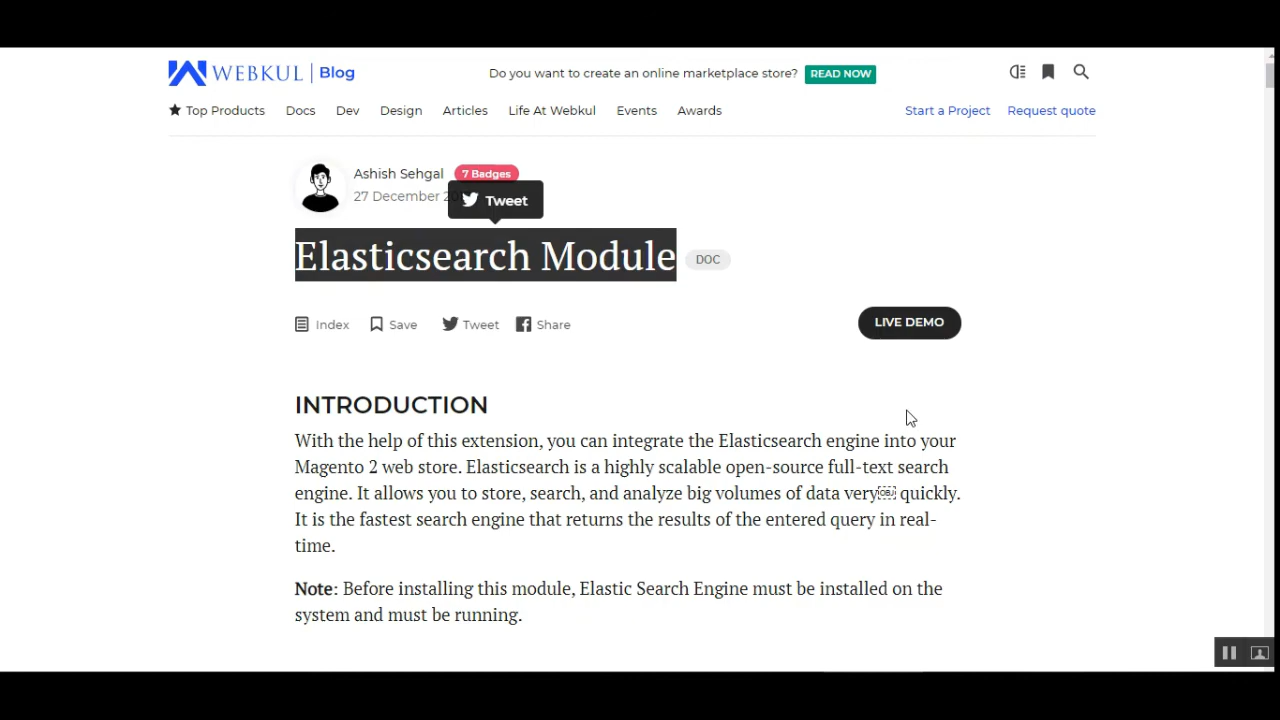 WEBKUL | Blog
Do you want to create an online marketplace store? READ NOW
Top Products Docs Dev Design Articles Life At Webkul Events Awards Start a Project Request quote
Ashish Sehgal 7 Badges
27 December
Tweet
Elasticsearch Module DOC
Index Save Tweet Share LIVE DEMO
INTRODUCTION
With the help of this extension, you can integrate the Elasticsearch engine into your
Magento 2 web store. Elasticsearch is a highly scalable open-source full-text search
engine. It allows you to store, search, and analyze big volumes of data very￼ quickly.
It is the fastest search engine that returns the results of the entered query in real-
time.
Note: Before installing this module, Elastic Search Engine must be installed on the
system and must be running.